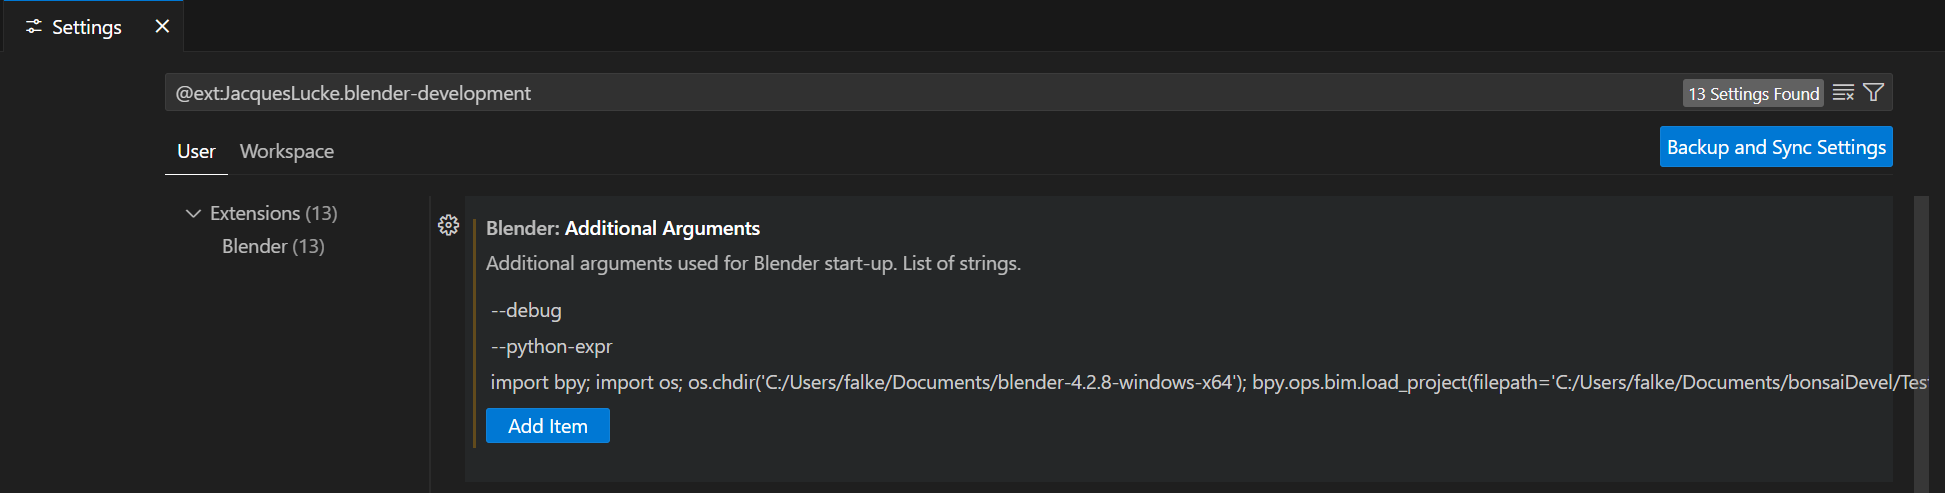 Settings
@ext:JacquesLucke.blender-development
13 Settings Found
User Workspace
Backup and Sync Settings
Extensions (13)
Blender (13)
Blender: Additional Arguments
Additional arguments used for Blender start-up. List of strings.
--debug
--python-expr
import bpy; import os; os.chdir('C:/Users/falke/Documents/blender-4.2.8-windows-x64'); bpy.ops.bim.load_project(filepath='C:/Users/falke/Documents/bonsaiDevel/Tes
Add Item